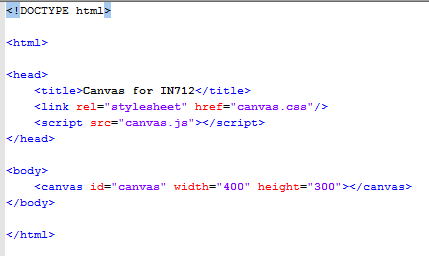 <!DOCTYPE html>
<html>
<head>
<title>Canvas for IN712</title>
<link rel="stylesheet" href="canvas.css"/>
<script src="canvas.js"></script>
</head>
<body>
<canvas id="canvas" width="400" height="300"></canvas>
</body>
</html>